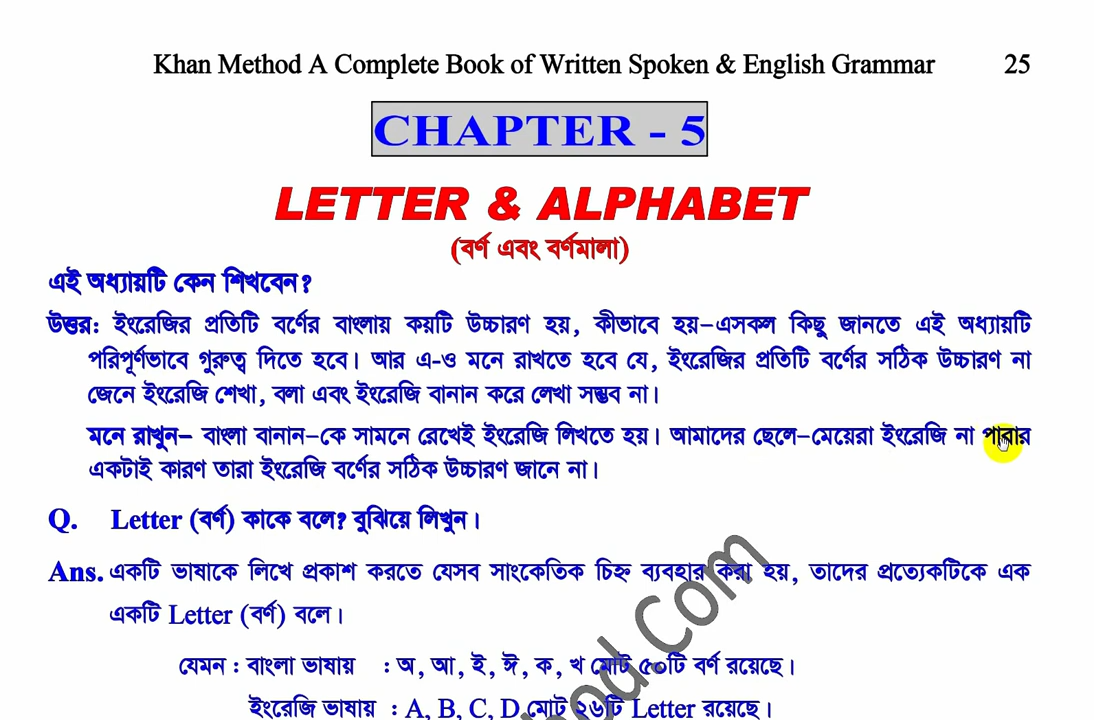 Khan Method A Complete Book of Written Spoken & English Grammar 25
CHAPTER - 5
LETTER & ALPHABET
(বর্ণ এবং বর্ণমালা)
এই অধ্যায়টি কেন শিখবেন?
উত্তর: ইংরেজির প্রতিটি বর্ণের বাংলায় কয়টি উচ্চারণ হয়, কীভাবে হয়–এসকল কিছু জানতে এই অধ্যায়টি
পরিপূর্ণভাবে গুরুত্ব দিতে হবে। আর এ-ও মনে রাখতে হবে যে, ইংরেজির প্রতিটি বর্ণের সঠিক উচ্চারণ না
জেনে ইংরেজি শেখা, বলা এবং ইংরেজি বানান করে লেখা সম্ভব না।
মনে রাখুন– বাংলা বানান–কে সামনে রেখেই ইংরেজি লিখতে হয়। আমাদের ছেলে–মেয়েরা ইংরেজি না পারার
একটাই কারণ তারা ইংরেজি বর্ণের সঠিক উচ্চারণ জানে না।
Q. Letter (বর্ণ) কাকে বলে? বুঝিয়ে লিখুন।
Ans. একটি ভাষাকে লিখে প্রকাশ করতে যেসব সাংকেতিক চিহ্ন ব্যবহার করা হয়, তাদের প্রত্যেকটিকে এক
একটি Letter (বর্ণ) বলে।
যেমন : বাংলা ভাষায় : অ, আ, ই, ঈ, ক, খ মোট ৫০টি বর্ণ রয়েছে।
ইংরেজি ভাষায় : A, B, C, D মোট ২৬টি Letter রয়েছে।